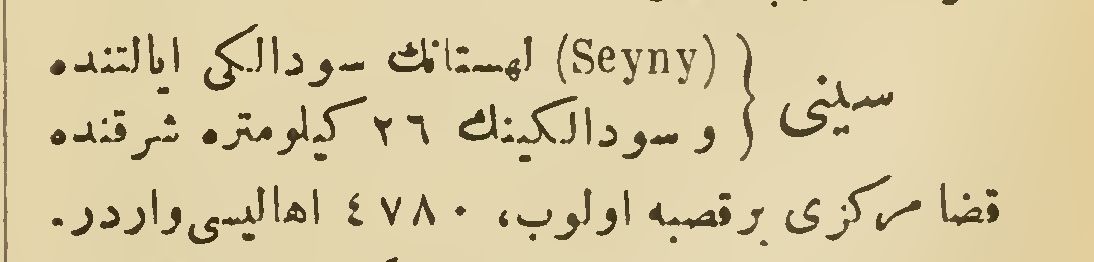 سینی { (Seyny) لهستانك سودالكی ایالتنده
و سودالكینك ٢٦ كیلومتره شرقنده
قضا مركزی بر قصبه اولوب، ٤٧٨٠ اهالیسی واردر.